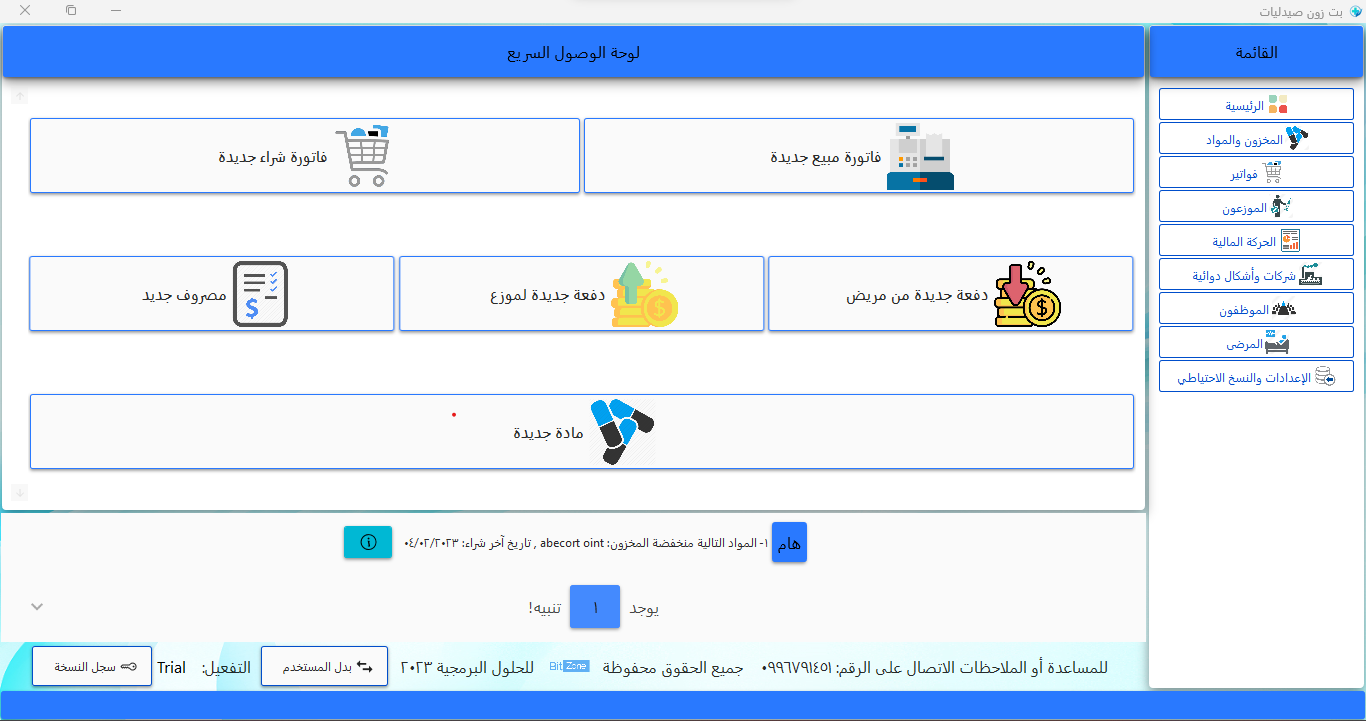 بت زون صيدليات
القائمة
الرئيسية
المخزون والمواد
فواتير
الموزعون
الحركة المالية
شركات وأشكال دوائية
الموظفون
المرضى
الإعدادات والنسخ الاحتياطي
لوحة الوصول السريع
فاتورة مبيع جديدة
فاتورة شراء جديدة
دفعة جديدة من مريض
دفعة جديدة لموزع
مصروف جديد
مادة جديدة
هام
١- المواد التالية منخفضة المخزون: abecort oint , تاريخ آخر شراء: ٠٤/٠٢/٢٠٢٣
يوجد ١ تنبيه!
للمساعدة أو الملاحظات الاتصال على الرقم: ٠٩٩٦٧٩١٤٥١ جميع الحقوق محفوظة BitZone للحلول البرمجية ٢٠٢٣ بدل المستخدم التفعيل: Trial سجل النسخة